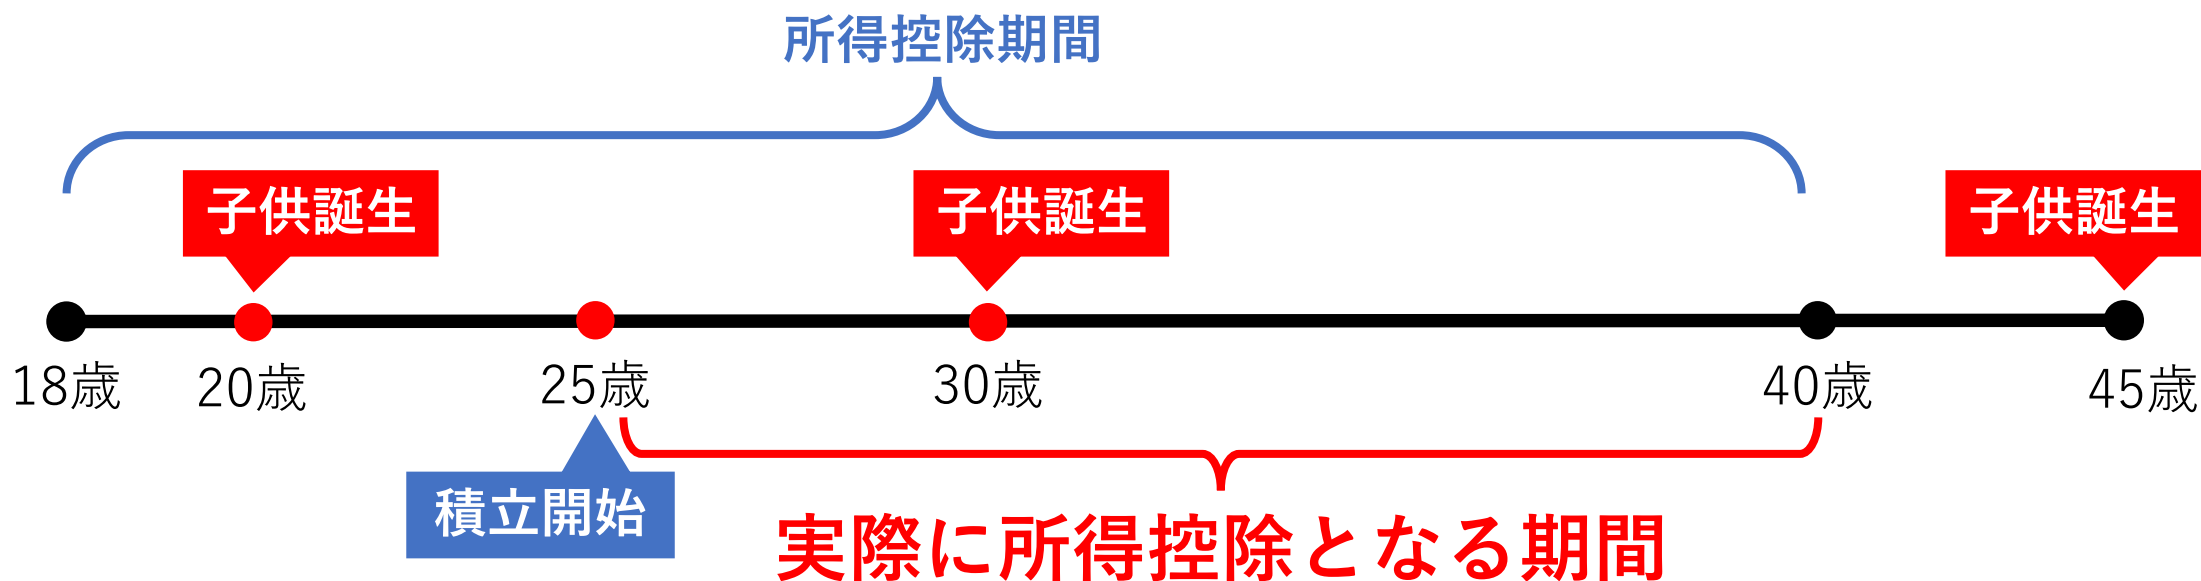 所得控除期間
子供誕生
子供誕生
子供誕生
18歳
20歳
25歳
30歳
40歳
45歳
積立開始
実際に所得控除となる期間